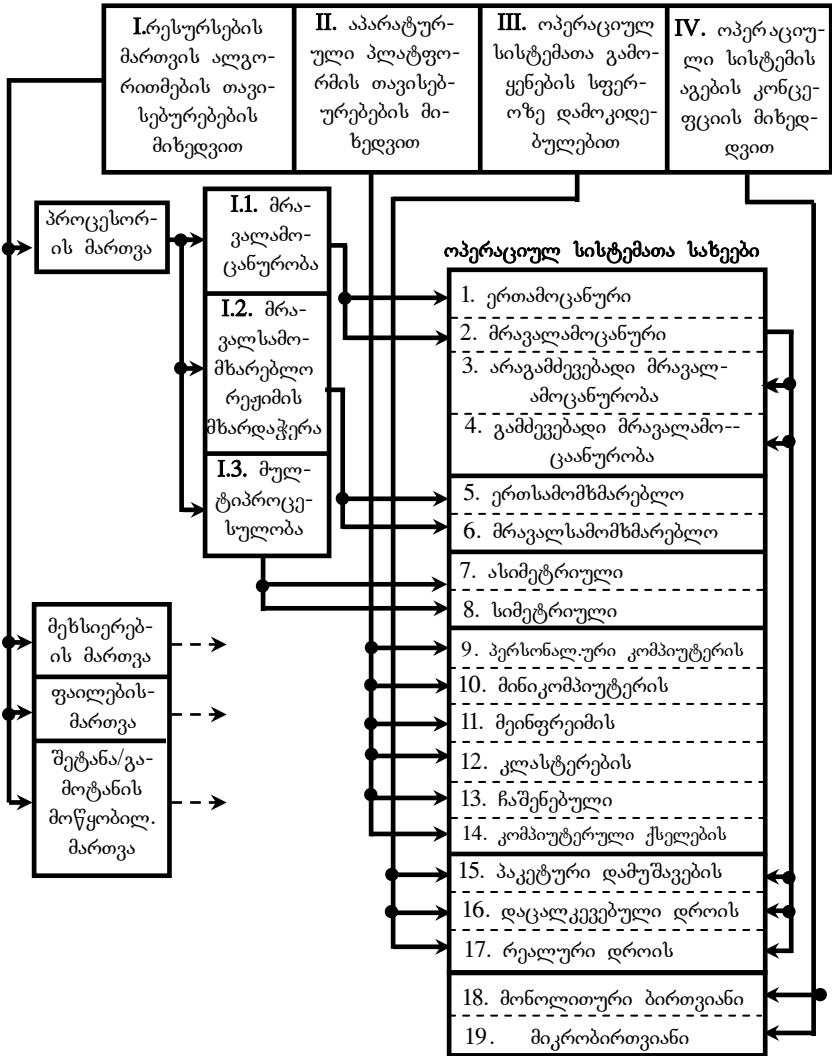 I.რესურსების
მართვის ალგო-
რითმების თავი-
სებურებების
მიხედვით
II. აპარატურ-
ული პლატფო-
რმის თავისებ-
ურებების მი-
ხედვით
III. ოპერაციულ
სისტემათა გამო-
ყენების სფერ-
ოზე დამოკიდე-
ბულებით
IV. ოპერაციუ-
ლი სისტემის
აგების კონცე-
ფციის მიხედ-
დვით
პროცესორ-
ის მართვა
I.1. მრა-
ვალამო-
ცანურობა
I.2. მრა-
ვალსამო-
მხარებლო
რეჟიმის
მხარდაჭერა
I.3. მულ-
ტიპროცე-
სულობა
მეხსიერებ-
ის მართვა
ფაილების-
მართვა
შეტანა/გა-
მოტანის
მოწყობილ.
მართვა
ოპერაციულ სისტემათა სახეები
1. ერთამოცანური
2. მრავალამოცანური
3. არაგამძევებადი მრავალ-
ამოცანურობა
4. გამძევებადი მრავალამო--
ცაანურობა
5. ერთსამომხმარებლო
6. მრავალსამომხმარებლო
7. ასიმეტრიული
8. სიმეტრიული
9. პერსონალ.ური კომპიუტერის
10. მინიკომპიუტერის
11. მეინფრეიმის
12. კლასტერების
13. ჩაშენებული
14. კომპიუტერული ქსელების
15. პაკეტური დამუშავების
16. დაცალკევებული დროის
17. რეალური დროის
18. მონოლითური ბირთვიანი
19. მიკრობირთვიანი